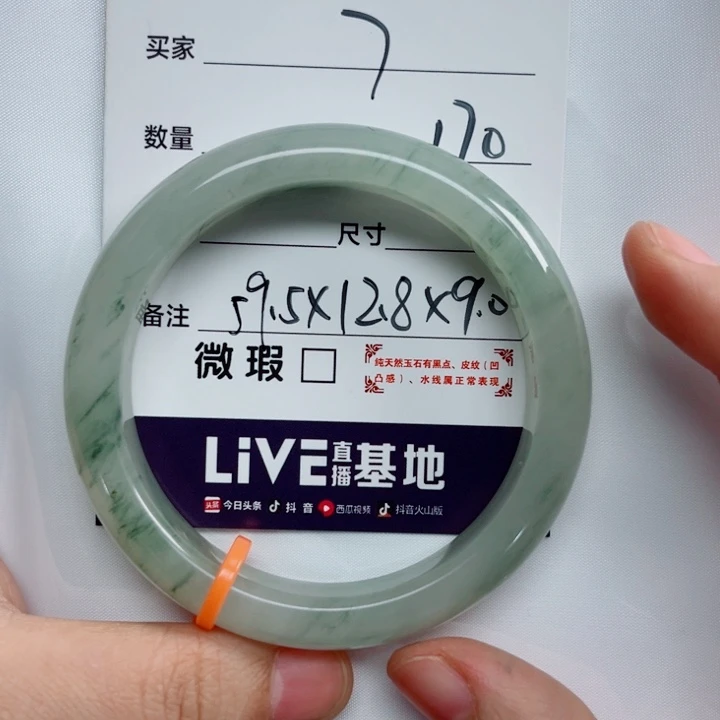 买家 7
数量 170
尺寸
备注 59.5X12.8X9.0
微瑕 □
纯天然玉石有黑点、皮纹（凹
凸感）、水线属正常表现
LiVE直播基地
头条 今日头条 抖音 西瓜视频 抖音火山版